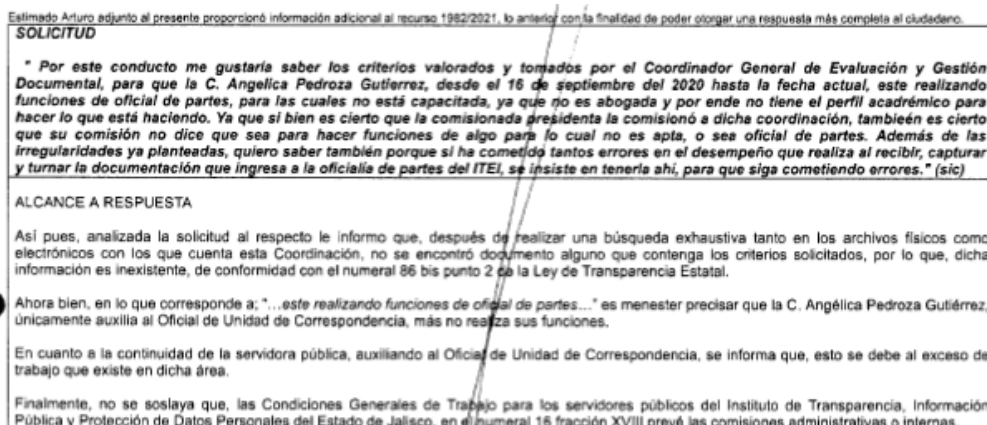 Estimado Arturo adjunto al presente proporcionó información adicional al recurso 1982/2021, lo anterior con la finalidad de poder otorgar una respuesta más completa al ciudadano.
SOLICITUD
" Por este conducto me gustaría saber los criterios valorados y tomados por el Coordinador General de Evaluación y Gestión
Documental, para que la C. Angelica Pedroza Gutierrez, desde el 16 de septiembre del 2020 hasta la fecha actual, este realizando
funciones de oficial de partes, para las cuales no está capacitada, ya que no es abogada y por ende no tiene el perfil acadrémico para
hacer lo que está haciendo. Ya que si bien es cierto que la comisionada presidenta la comisionó a dicha coordinación, tambieén es cierto
que su comisión no dice que sea para hacer funciones de algo para lo cual no es apta, o sea oficial de partes. Además de las
irregularidades ya planteadas, quiero saber también porque si ha cometido tantos errores en el desempeño que realiza al recibir, capturar
y turnar la documentación que ingresa a la oficialía de partes del ITEI, se insiste en tenerla ahí, para que siga cometiendo errores." (sic)
ALCANCE A RESPUESTA
Así pues, analizada la solicitud al respecto le informo que, después de realizar una búsqueda exhaustiva tanto en los archivos físicos como
electrónicos con los que cuenta esta Coordinación, no se encontró documento alguno que contenga los criterios solicitados, por lo que, dicha
información es inexistente, de conformidad con el numeral 86 bis punto 2 de la Ley de Transparencia Estatal.
Ahora bien, en lo que corresponde a; "...este realizando funciones de oficial de partes..." es menester precisar que la C. Angélica Pedroza Gutiérrez,
únicamente auxilia al Oficial de Unidad de Correspondencia, más no realiza sus funciones.
En cuanto a la continuidad de la servidora pública, auxiliando al Oficial de Unidad de Correspondencia, se informa que, esto se debe al exceso de
trabajo que existe en dicha área.
Finalmente, no se soslaya que, las Condiciones Generales de Trabajo para los servidores públicos del Instituto de Transparencia, Información
Pública y Protección de Datos Personales del Estado de Jalisco, en el numeral 16 fracción XVIII prevé las comisiones administrativas o internas.